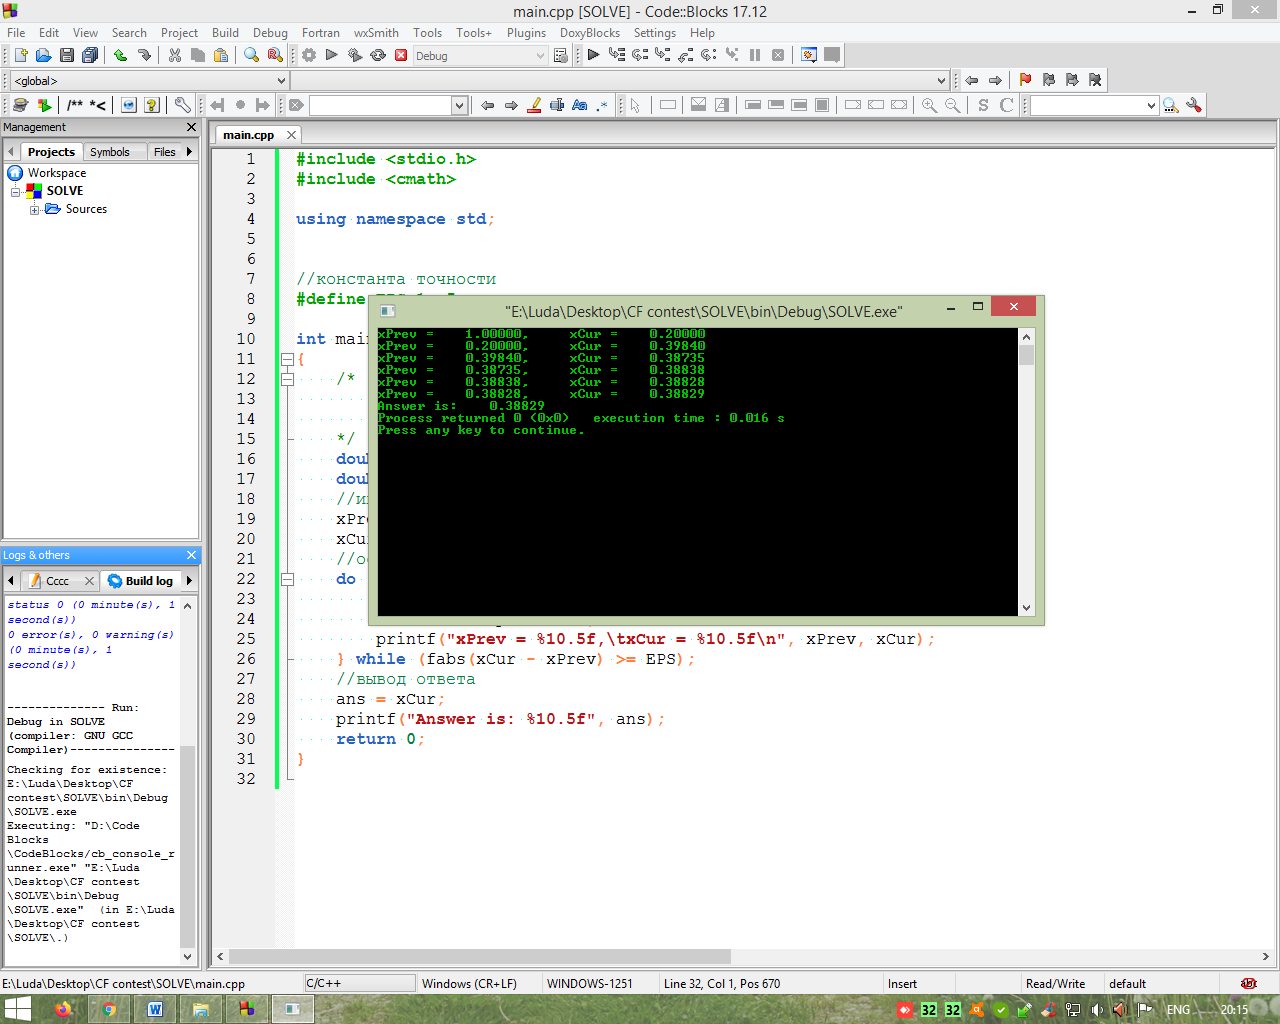 main.cpp [SOLVE] - Code::Blocks 17.12
File Edit View Search Project Build Debug Fortran wxSmith Tools Tools+ Plugins DoxyBlocks Settings Help
Debug
<global>
/** *<
Aa .*
S C
Management
Projects Symbols Files
Workspace
SOLVE
Sources
main.cpp
1 #include <stdio.h>
2 #include <cmath>
3
4 using namespace std;
5
6
7 //константа точности
8 #define
9
10 int main
11 {
12 /*
13
14
15 */
16 doub
17 doub
18
19 xPre
20 xCu
21
22 do
23
24
25 printf("xPrev = %10.5f,\txCur = %10.5f\n", xPrev, xCur);
26 } while (fabs(xCur - xPrev) >= EPS);
27 //вывод ответа
28 ans = xCur;
29 printf("Answer is: %10.5f", ans);
30 return 0;
31 }
32
"E:\Luda\Desktop\CF contest\SOLVE\bin\Debug\SOLVE.exe"
xPrev = 1.00000, xCur = 0.20000
xPrev = 0.20000, xCur = 0.39840
xPrev = 0.39840, xCur = 0.38735
xPrev = 0.38735, xCur = 0.38838
xPrev = 0.38838, xCur = 0.38828
xPrev = 0.38828, xCur = 0.38829
Answer is: 0.38829
Process returned 0 (0x0) execution time : 0.016 s
Press any key to continue.
Logs & others
Cccc Build log
status 0 (0 minute(s), 1
second(s))
0 error(s), 0 warning(s)
(0 minute(s), 1
second(s))
-------------- Run:
Debug in SOLVE
(compiler: GNU GCC
Compiler)---------------
Checking for existence:
E:\Luda\Desktop\CF
contest\SOLVE\bin\Debug
\SOLVE.exe
Executing: "D:\Code
Blocks
\CodeBlocks/cb_console_r
unner.exe" "E:\Luda
\Desktop\CF contest
\SOLVE\bin\Debug
\SOLVE.exe" (in E:\Luda
\Desktop\CF contest
\SOLVE\.)
E:\Luda\Desktop\CF contest\SOLVE\main.cpp C/C++ Windows (CR+LF) WINDOWS-1251 Line 32, Col 1, Pos 670 Insert Read/Write default
32 32 ENG 20:15